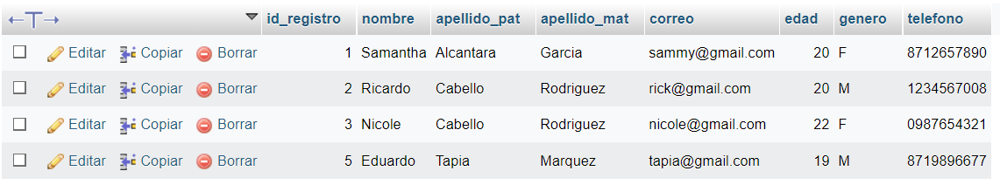 id_registro nombre apellido_pat apellido_mat correo edad genero telefono
Editar Copiar Borrar 1 Samantha Alcantara Garcia sammy@gmail.com 20 F 8712657890
Editar Copiar Borrar 2 Ricardo Cabello Rodriguez rick@gmail.com 20 M 1234567008
Editar Copiar Borrar 3 Nicole Cabello Rodriguez nicole@gmail.com 22 F 0987654321
Editar Copiar Borrar 5 Eduardo Tapia Marquez tapia@gmail.com 19 M 8719896677